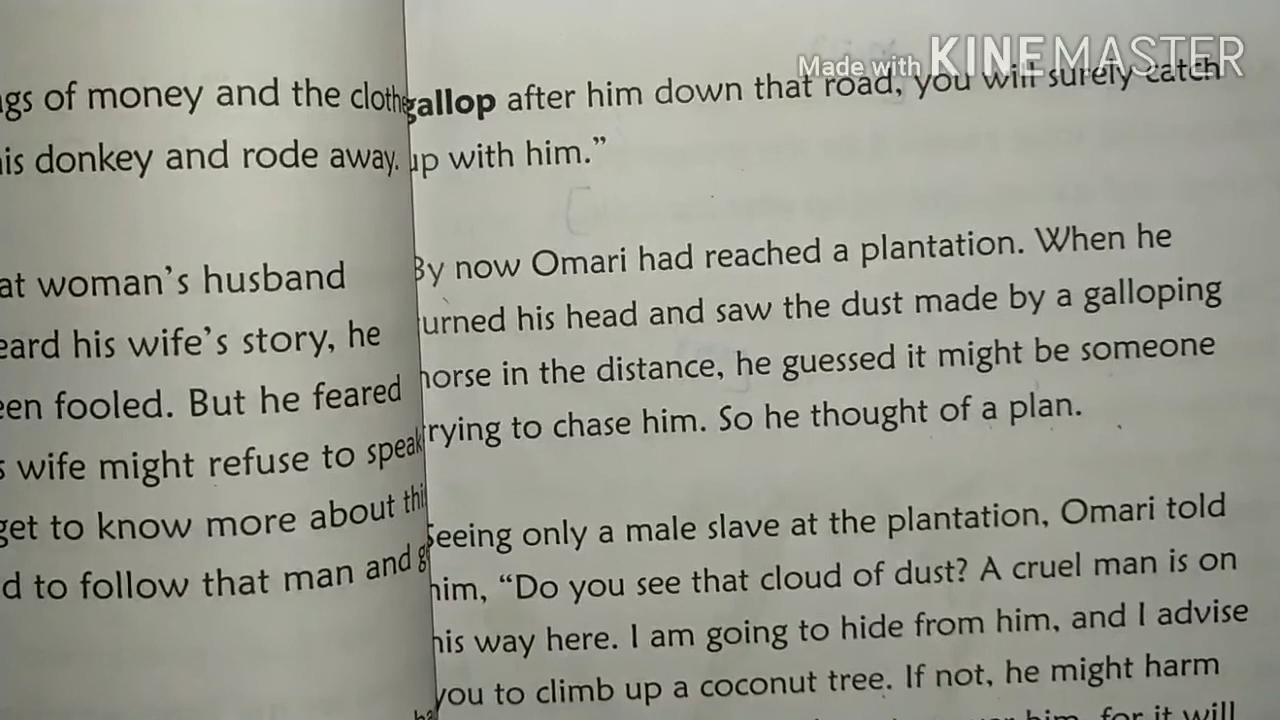 Made with KINEMASTER
gs of money and the cloth
is donkey and rode away.
at woman's husband
eard his wife's story, he
een fooled. But he feared
s wife might refuse to speak
get to know more about thi
d to follow that man and g
gallop after him down that road, you will surely catch
up with him."
By now Omari had reached a plantation. When he
urned his head and saw the dust made by a galloping
horse in the distance, he guessed it might be someone
rying to chase him. So he thought of a plan.
Seeing only a male slave at the plantation, Omari told
him, "Do you see that cloud of dust? A cruel man is on
his way here. I am going to hide from him, and I advise
you to climb up a coconut tree. If not, he might harm
him, for it will